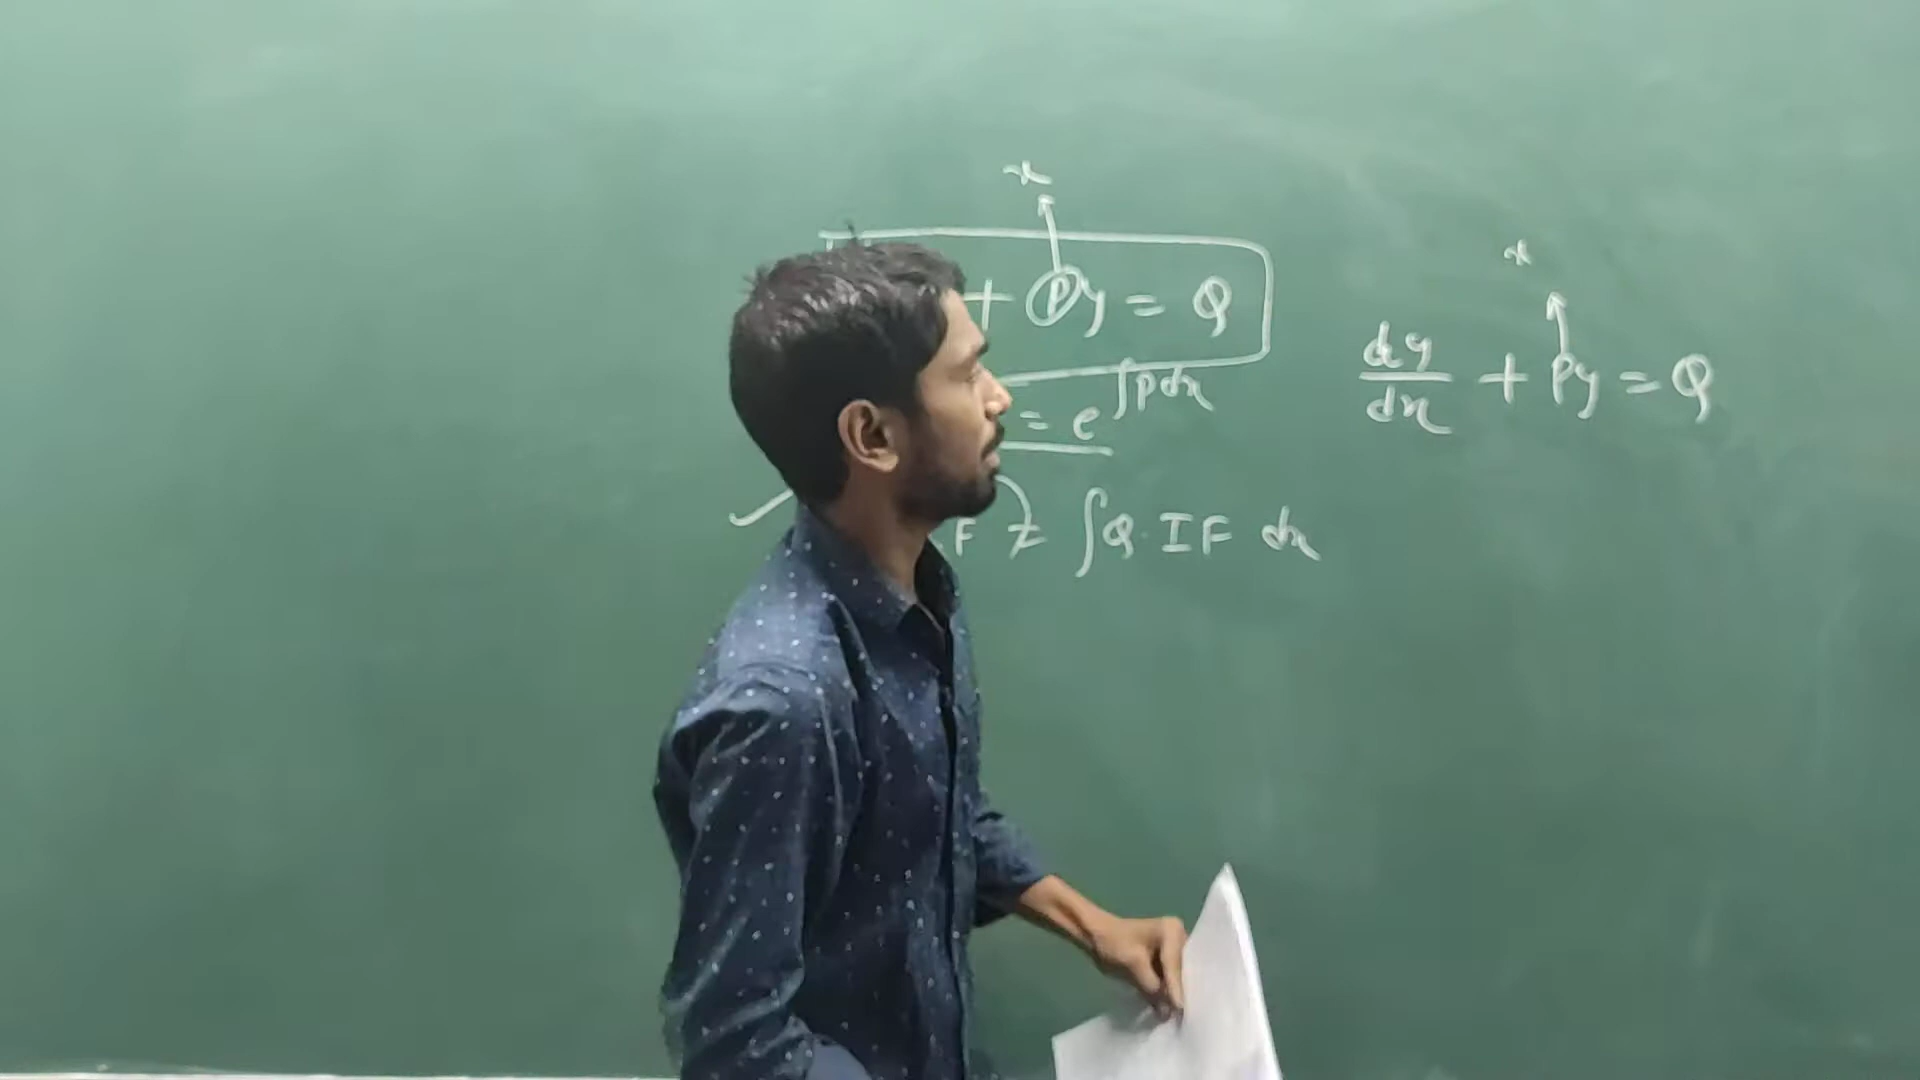 x
+ Py = Q
= e^∫Pdx
F = ∫Q. IF dx
x
dy/dx + Py = Q